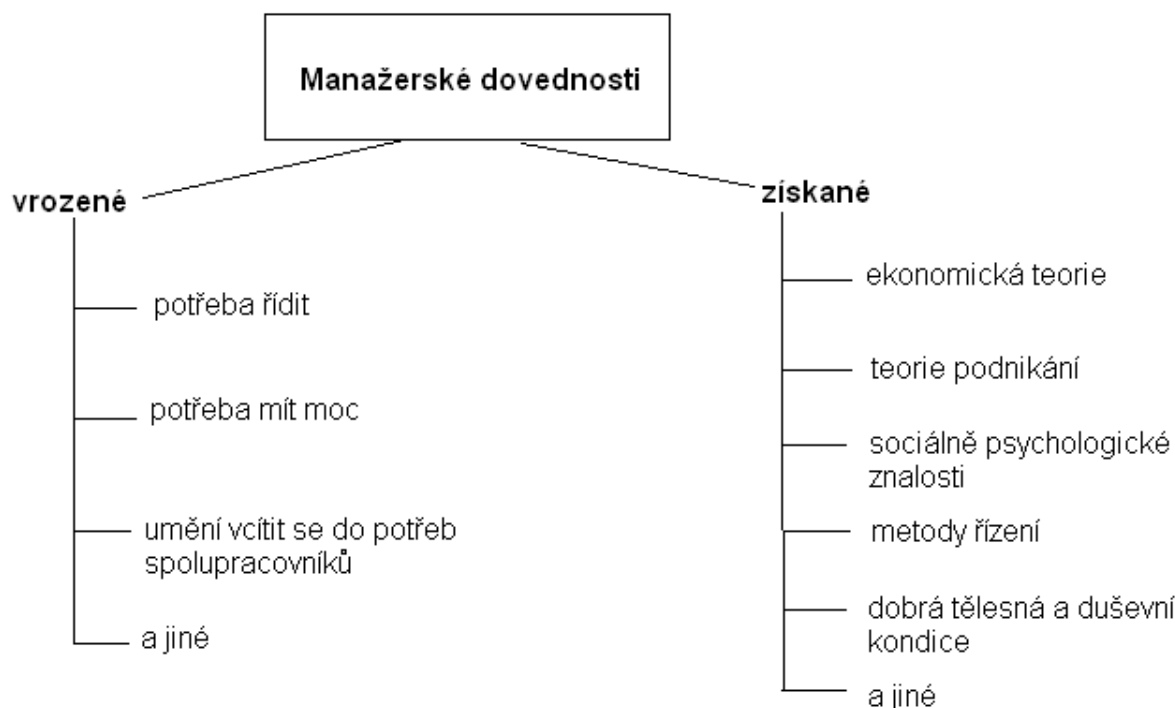 Manažerské dovednosti
vrozené
potřeba řídit
potřeba mít moc
umění vcítit se do potřeb
spolupracovníků
a jiné
získané
ekonomická teorie
teorie podnikání
sociálně psychologické
znalosti
metody řízení
dobrá tělesná a duševní
kondice
a jiné